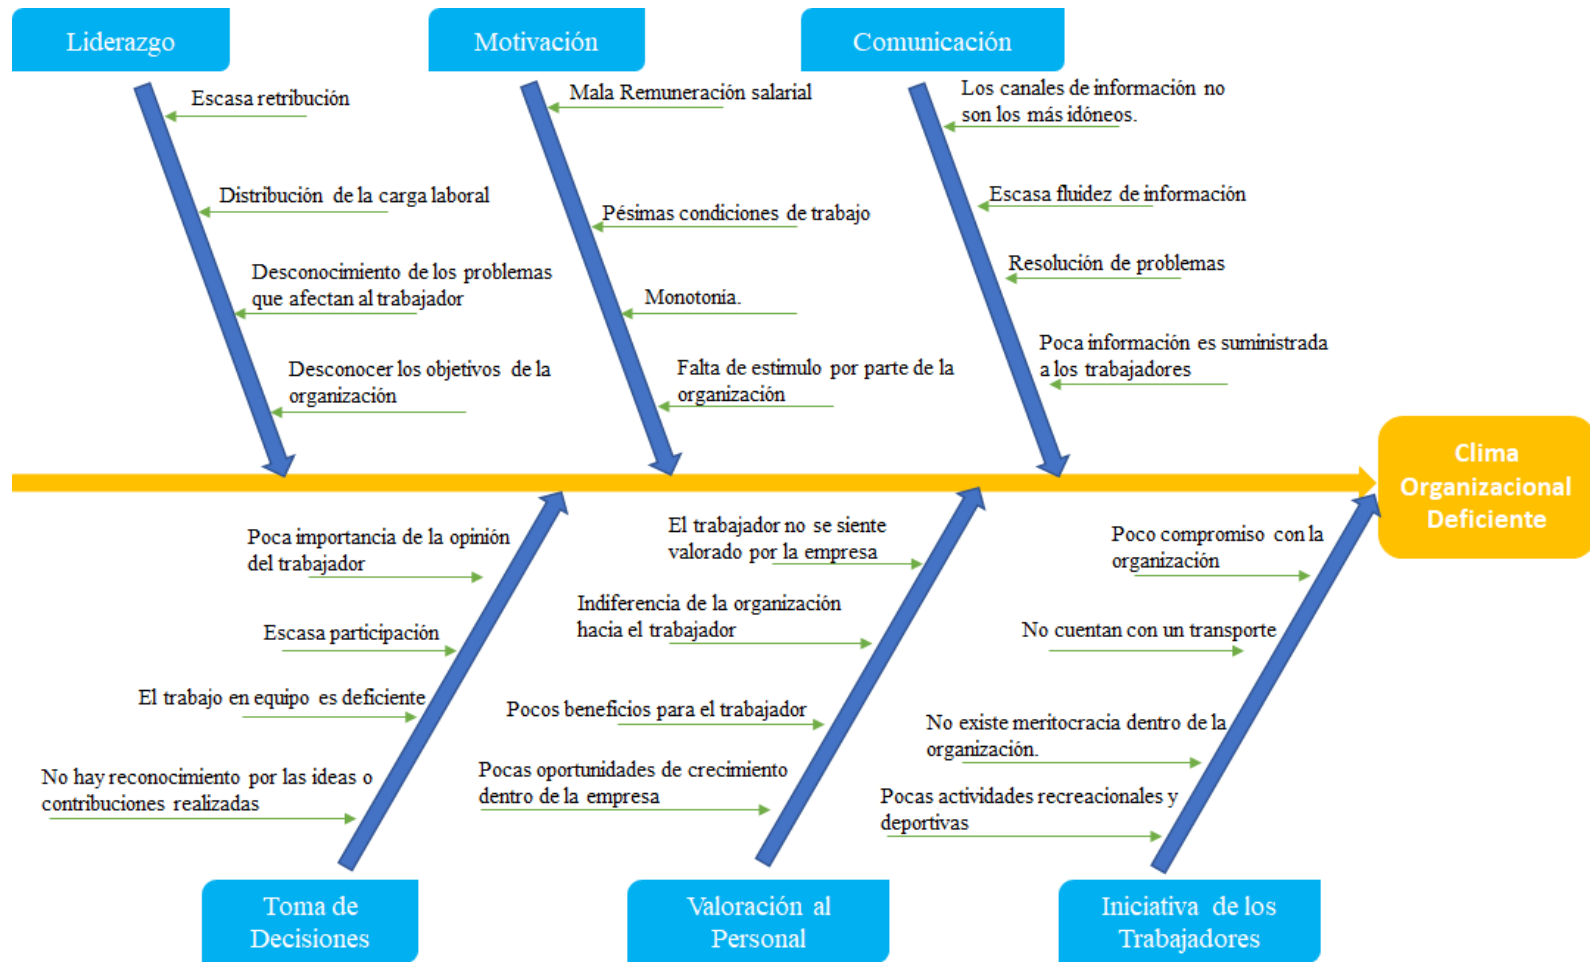 Liderazgo
Escasa retribución
Distribución de la carga laboral
Desconocimiento de los problemas
que afectan al trabajador
Desconocer los objetivos de la
organización
Motivación
Mala Remuneración salarial
Pésimas condiciones de trabajo
Monotonía.
Falta de estimulo por parte de la
organización
Comunicación
Los canales de información no
son los más idóneos.
Escasa fluidez de información
Resolución de problemas
Poca información es suministrada
a los trabajadores
Clima
Organizacional
Deficiente
Poca importancia de la opinión
del trabajador
Escasa participación
El trabajo en equipo es deficiente
No hay reconocimiento por las ideas o
contribuciones realizadas
Toma de
Decisiones
El trabajador no se siente
valorado por la empresa
Indiferencia de la organización
hacia el trabajador
Pocos beneficios para el trabajador
Pocas oportunidades de crecimiento
dentro de la empresa
Valoración al
Personal
Poco compromiso con la
organización
No cuentan con un transporte
No existe meritocracia dentro de la
organización.
Pocas actividades recreacionales y
deportivas
Iniciativa de los
Trabajadores